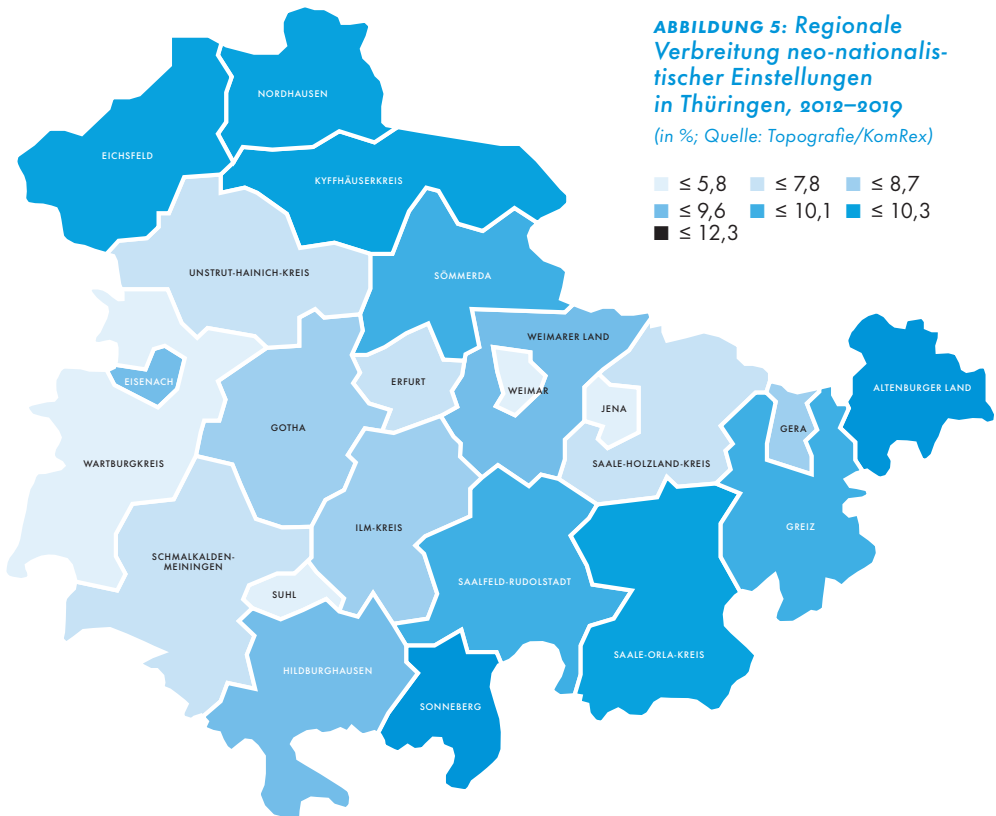 ABBILDUNG 5: Regionale
Verbreitung neo-nationalis-
tischer Einstellungen
in Thüringen, 2012–2019
(in %; Quelle: Topografie/KomRex)
≤ 5,8 ≤ 7,8 ≤ 8,7
≤ 9,6 ≤ 10,1 ≤ 10,3
≤ 12,3
NORDHAUSEN
EICHSFELD
KYFFHÄUSERKREIS
UNSTRUT-HAINICH-KREIS
SÖMMERDA
WEIMARER LAND
EISENACH
ERFURT
WEIMAR
ALTENBURGER LAND
JENA
GOTHA
GERA
WARTBURGKREIS
SAALE-HOLZLAND-KREIS
ILM-KREIS
GREIZ
SCHMALKALDEN-
MEININGEN
SAALFELD-RUDOLSTADT
SUHL
SAALE-ORLA-KREIS
HILDBURGHAUSEN
SONNEBERG